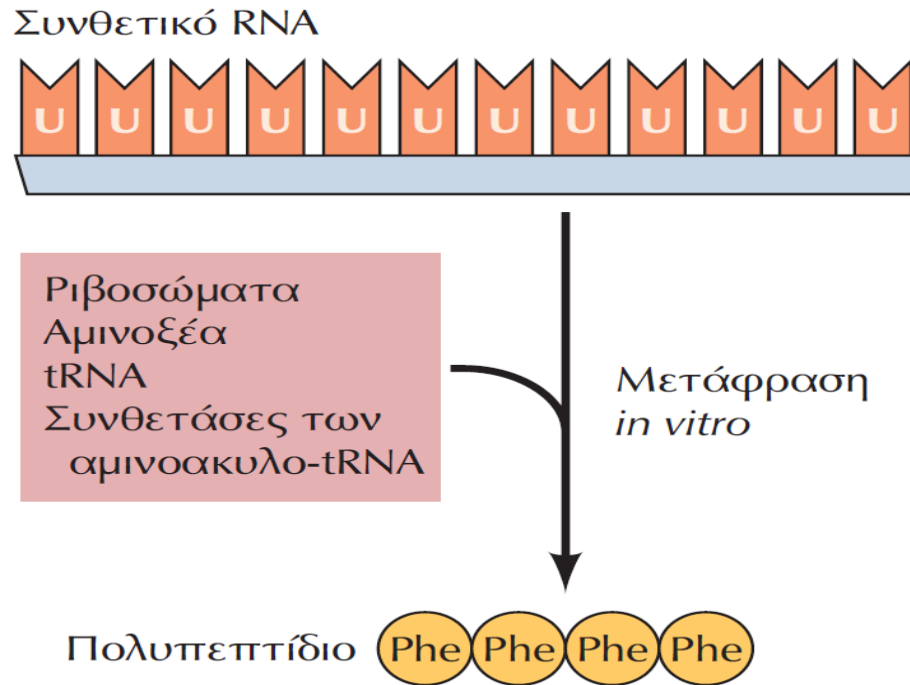 Συνθετικό RNA
U U U U U U U U U U U U
Ριβοσώματα
Αμινοξέα
tRNA
Συνθετάσες των
αμινοακυλο-tRNA
Μετάφραση
in vitro
Πολυπεπτίδιο Phe Phe Phe Phe